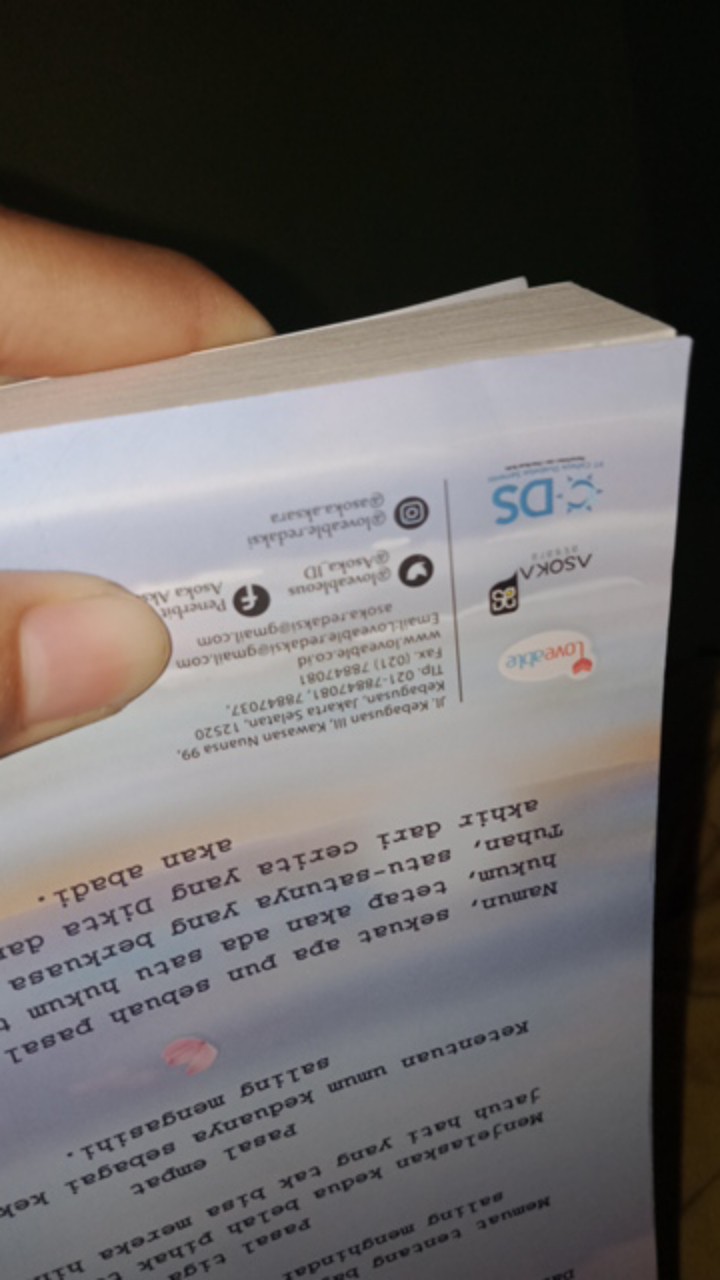 Memuat tentang
saling menghindar
Pasal tiga
Menjelaskan kedua belah pihak
jatuh hati yang tak bisa mereka
Pasal empat
Ketentuan umum keduanya sebagai
saling mengasihi.
Namun, sekuat apa pun sebuah pasal
hukum, tetap akan ada satu hukum
Tuhan, satu-satunya yang berkuasa
akhir dari cerita yang Dikta
akan abadi.
Loveable
ASOKA
aksara
CDS
Jl. Kebagusan III, Kawasan Nuansa 99,
Kebagusan, Jakarta Selatan, 12520
Tlp. 021-78847081, 78847037,
Fax. (021) 78847081
www.loveable.co.id
Email:Loveable.redaksi@gmail.com
asoka.redaksi@gmail.com
@loveableous
@Asoka_ID
Penerbit
Asoka
@loveable.redaksi
@asoka.aksara